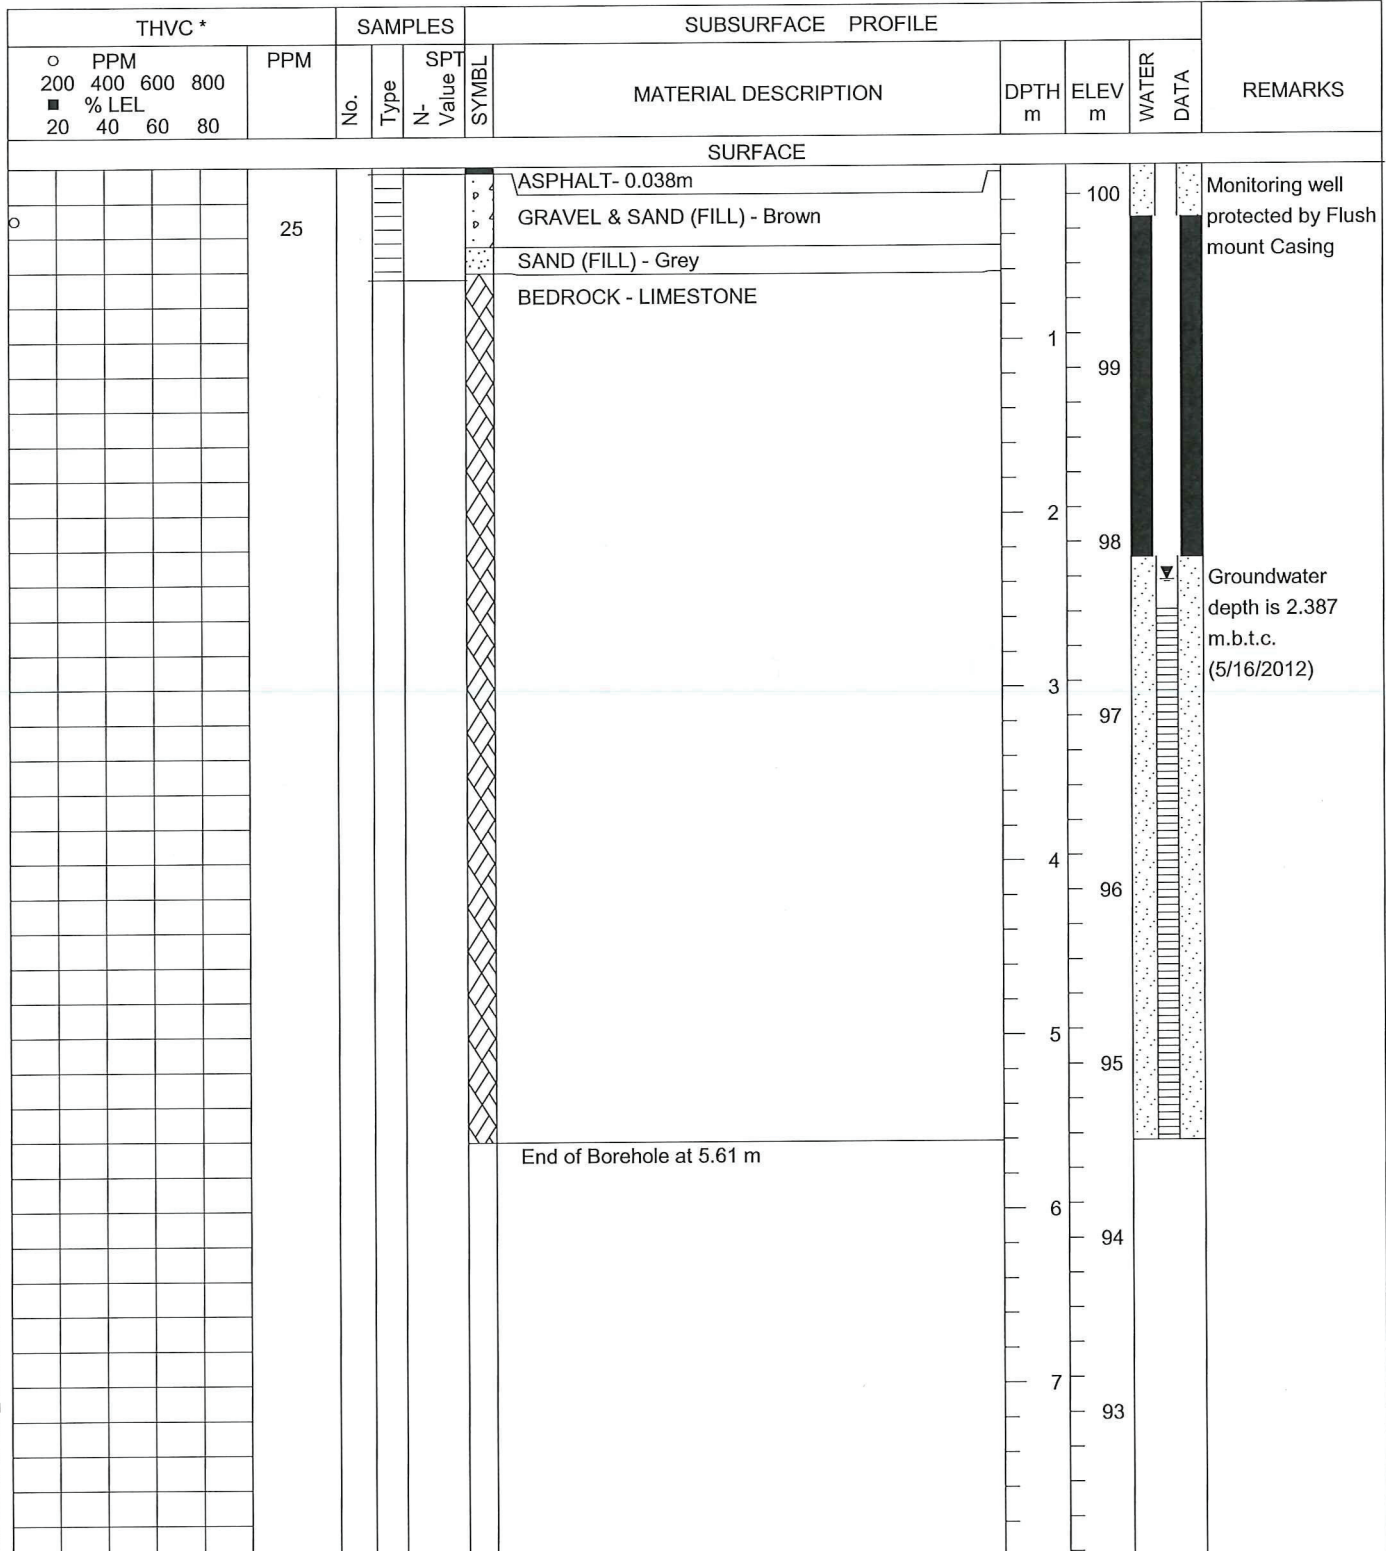 THVC *
SAMPLES
SUBSURFACE PROFILE
○ PPM
200 400 600 800
■ % LEL
20 40 60 80
PPM
No.
Type
SPT
N-
Value
SYMBL
MATERIAL DESCRIPTION
DPTH
m
ELEV
m
WATER
DATA
REMARKS
SURFACE
ASPHALT- 0.038m
GRAVEL & SAND (FILL) - Brown
SAND (FILL) - Grey
BEDROCK - LIMESTONE
25
100
Monitoring well
protected by Flush
mount Casing
1
99
2
98
Groundwater
depth is 2.387
m.b.t.c.
(5/16/2012)
3
97
4
96
5
95
End of Borehole at 5.61 m
6
94
7
93